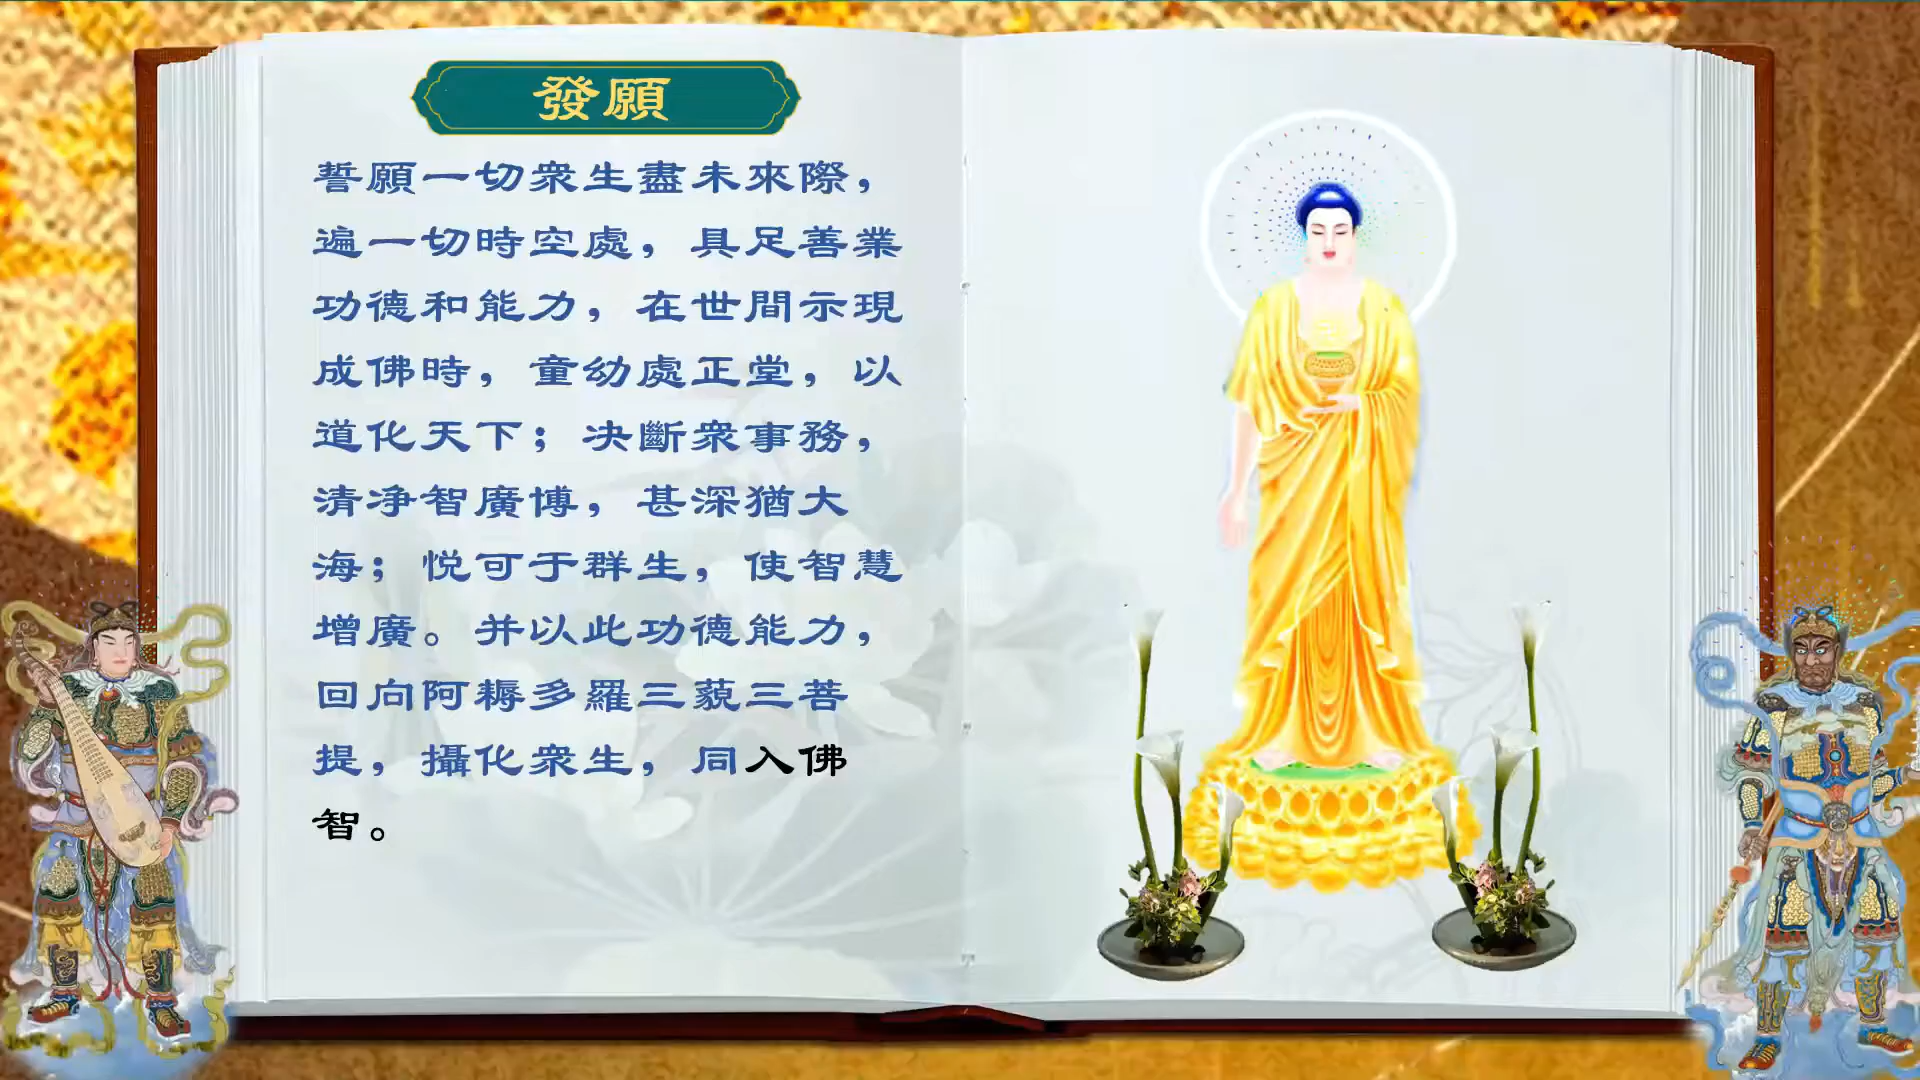 發願
誓願一切衆生盡未來際，
遍一切時空處，具足善業
功德和能力，在世間示現
成佛時，童幼處正堂，以
道化天下；決斷衆事務，
清净智廣博，甚深猶大
海；悦可于群生，使智慧
增廣。并以此功德能力，
回向阿耨多羅三藐三菩
提，攝化衆生，同入佛
智。